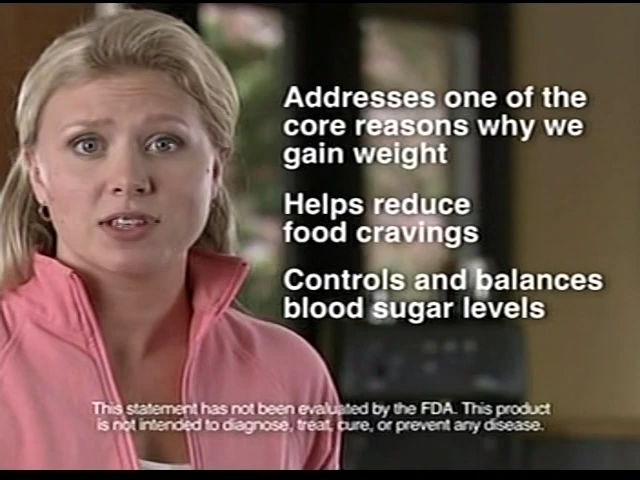 Addresses one of the
core reasons why we
gain weight
Helps reduce
food cravings
Controls and balances
blood sugar levels
This statement has not been evaluated by the FDA. This product
is not intended to diagnose, treat, cure, or prevent any disease.